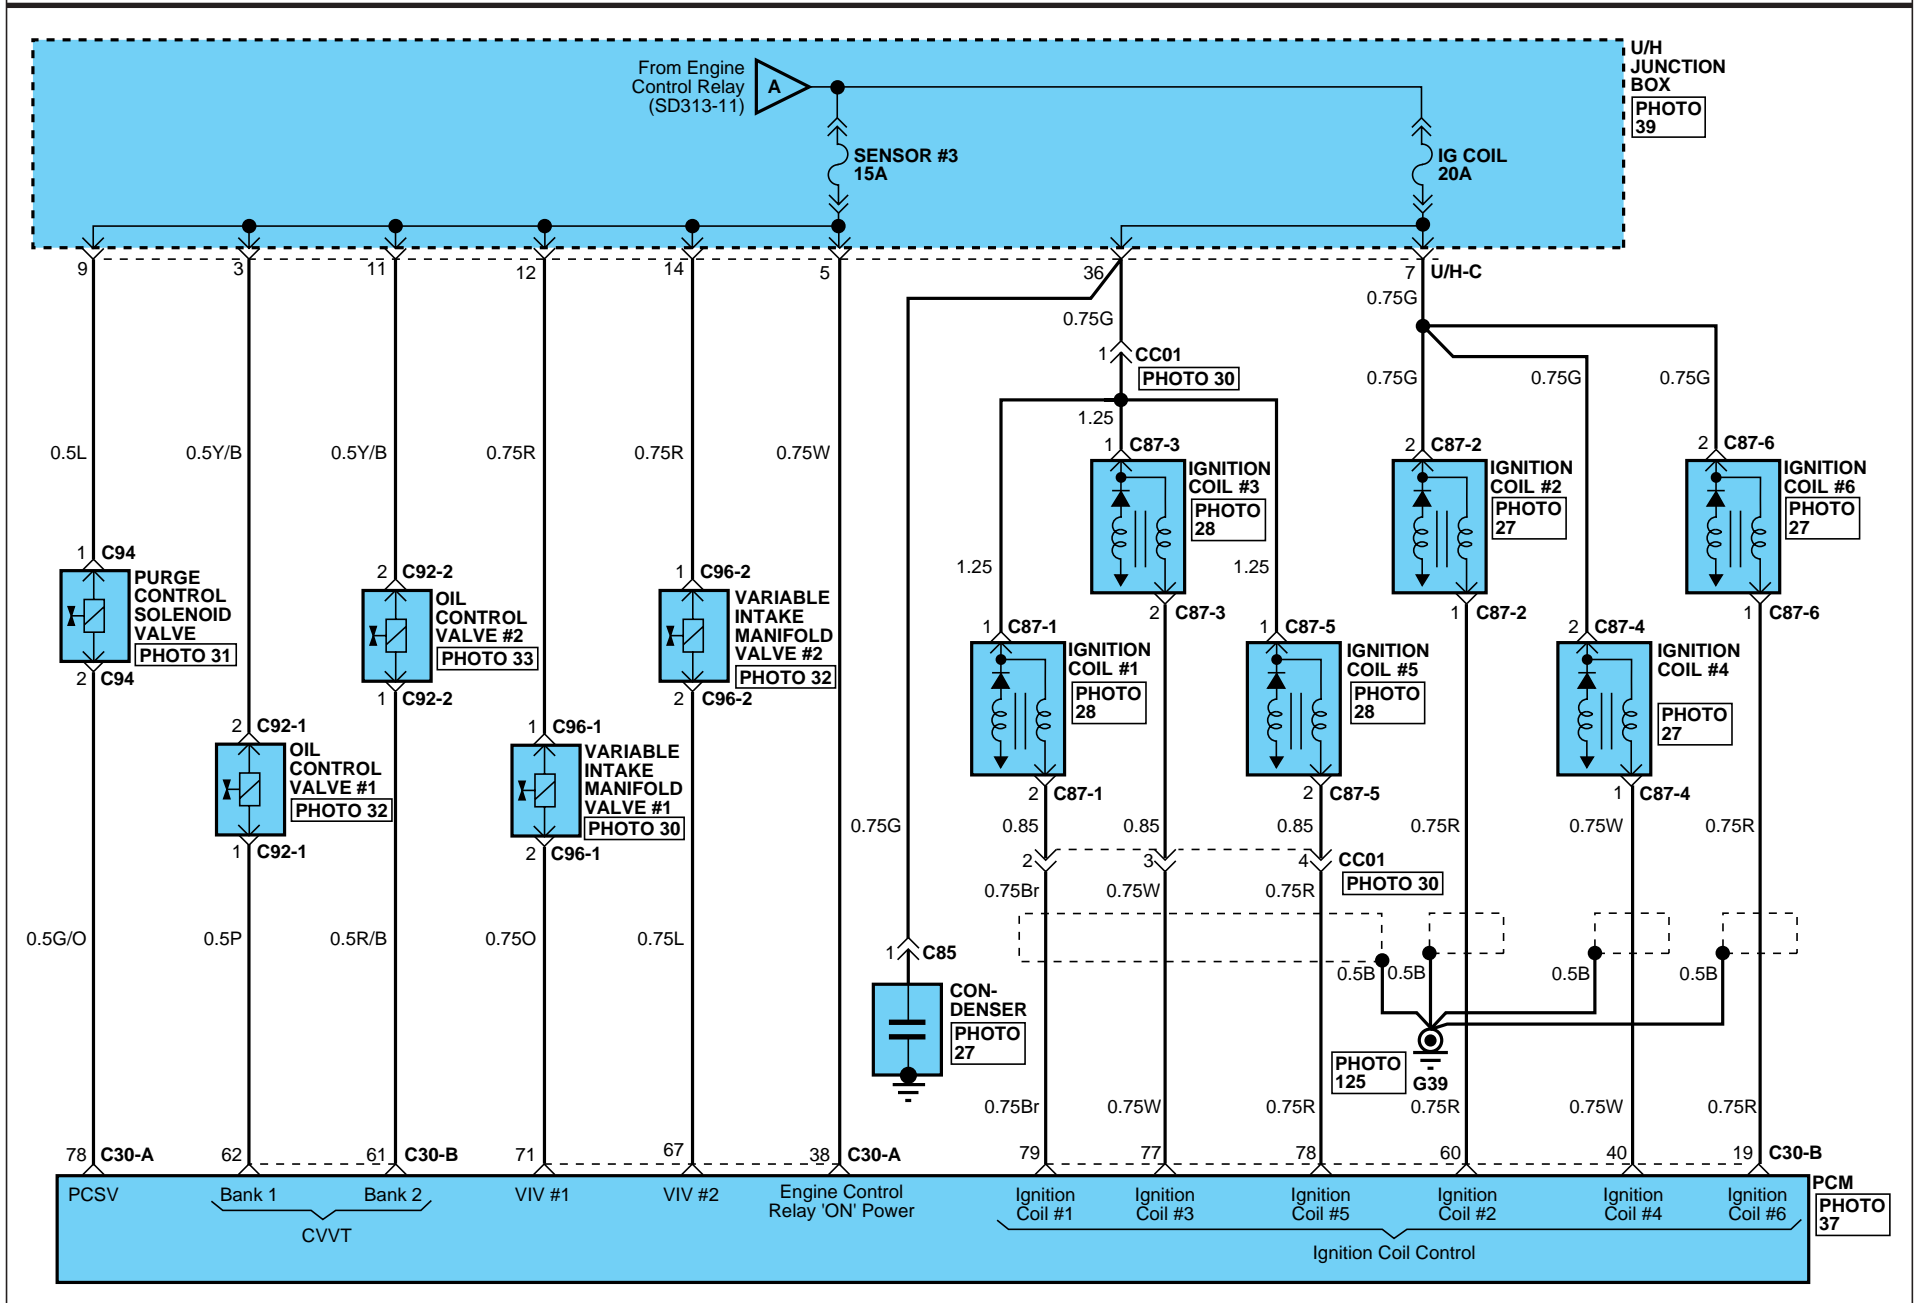 From Engine
Control Relay
(SD313-11)
A
U/H
JUNCTION
BOX
PHOTO
39
SENSOR #3
15A
IG COIL
20A
9
3
11
12
14
5
36
7
U/H-C
0.75G
0.75G
1
CC01
PHOTO 30
0.75G
0.75G
0.75G
1.25
0.5L
0.5Y/B
0.5Y/B
0.75R
0.75R
0.75W
1
C87-3
IGNITION
COIL #3
PHOTO
28
2
C87-2
IGNITION
COIL #2
PHOTO
27
2
C87-6
IGNITION
COIL #6
PHOTO
27
1.25
1.25
1
C94
PURGE
CONTROL
SOLENOID
VALVE
PHOTO 31
2
C94
2
C92-2
OIL
CONTROL
VALVE #2
PHOTO 33
1
C92-2
1
C96-2
VARIABLE
INTAKE
MANIFOLD
VALVE #2
PHOTO 32
2
C96-2
2
C87-3
1
C87-2
1
C87-6
1
C87-1
IGNITION
COIL #1
PHOTO
28
1
C87-5
IGNITION
COIL #5
PHOTO
28
2
C87-4
IGNITION
COIL #4
PHOTO
27
2
C92-1
OIL
CONTROL
VALVE #1
PHOTO 32
1
C92-1
1
C96-1
VARIABLE
INTAKE
MANIFOLD
VALVE #1
PHOTO 30
2
C96-1
2
C87-1
2
C87-5
1
C87-4
0.75G
0.85
0.85
0.85
0.75R
0.75W
0.75R
2
3
4
CC01
PHOTO 30
0.75Br
0.75W
0.75R
0.5G/O
0.5P
0.5R/B
0.75O
0.75L
1
C85
CON-
DENSER
PHOTO
27
0.5B
0.5B
0.5B
0.5B
PHOTO
125
G39
0.75Br
0.75W
0.75R
0.75R
0.75W
0.75R
78
C30-A
62
61
C30-B
71
67
38
C30-A
79
77
78
60
40
19
C30-B
PCSV
Bank 1
Bank 2
CVVT
VIV #1
VIV #2
Engine Control
Relay 'ON' Power
Ignition
Coil #1
Ignition
Coil #3
Ignition
Coil #5
Ignition
Coil #2
Ignition
Coil #4
Ignition
Coil #6
Ignition Coil Control
PCM
PHOTO
37